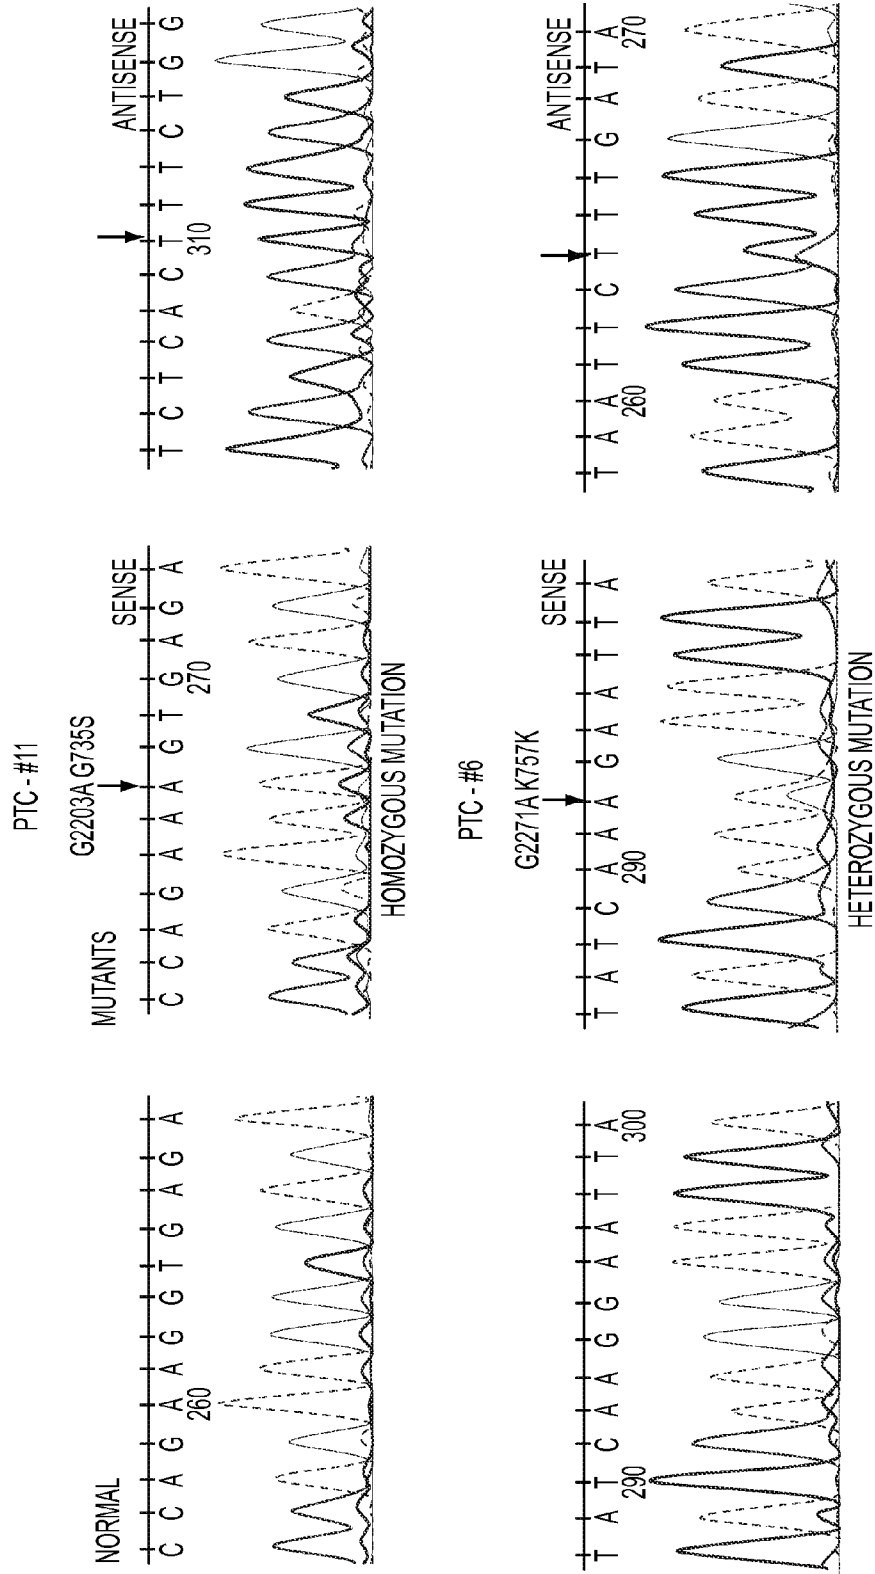 PTC - #11
G2203A G735S
NORMAL
MUTANTS
SENSE
ANTISENSE
C C A G A A G G T G A G A
260
C C A G A A A G T G A G A
270
T C T C A C T T T C T G G
310
HOMOZYGOUS MUTATION
PTC - #6
G2271A K757K
SENSE
ANTISENSE
T A T C A A G G A A T T A
290 300
T A T C A A A G A A T T A
290
T A A T T C T T T G A T A
260 270
HETEROZYGOUS MUTATION